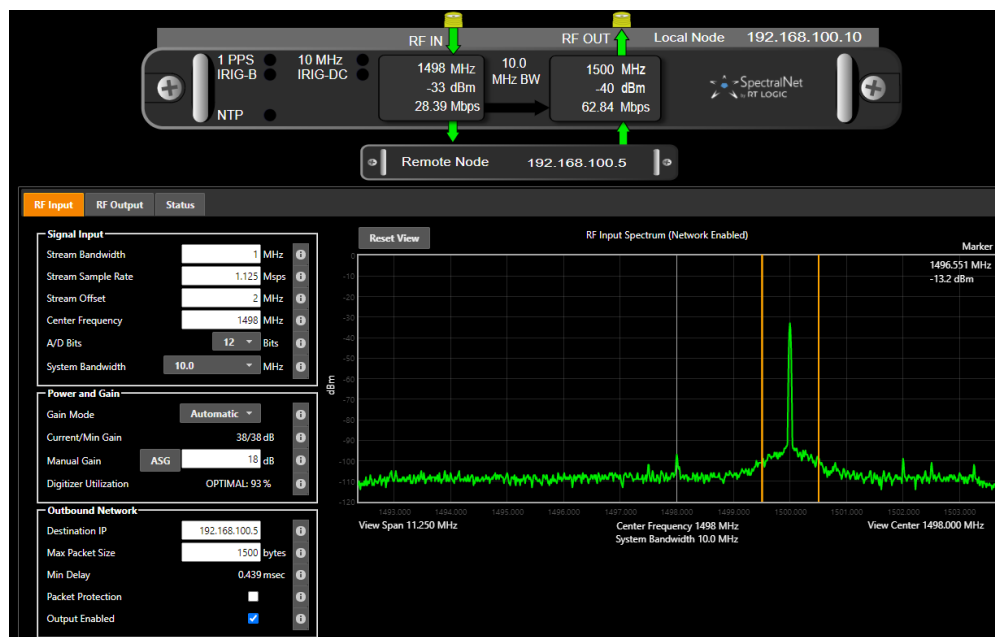 RF IN
RF OUT
Local Node 192.168.100.10
1 PPS
IRIG-B
10 MHz
IRIG-DC
NTP
1498 MHz
-33 dBm
28.39 Mbps
10.0
MHz BW
1500 MHz
-40 dBm
62.84 Mbps
SpectralNet
BY RT LOGIC
Remote Node 192.168.100.5
RF Input RF Output Status
Signal Input
Stream Bandwidth 1 MHz
Stream Sample Rate 1.125 Msps
Stream Offset 2 MHz
Center Frequency 1498 MHz
A/D Bits 12 Bits
System Bandwidth 10.0 MHz
Power and Gain
Gain Mode Automatic
Current/Min Gain 38/38 dB
Manual Gain ASG 18 dB
Digitizer Utilization OPTIMAL: 93 %
Outbound Network
Destination IP 192.168.100.5
Max Packet Size 1500 bytes
Min Delay 0.439 msec
Packet Protection
Output Enabled
Reset View
RF Input Spectrum (Network Enabled)
Marker
1496.551 MHz
-13.2 dBm
0
-10
-20
-30
-40
-50
-60
-70
-80
-90
-100
-110
-120
dBm
1493.000 1494.000 1495.000 1496.000 1497.000 1498.000 1499.000 1500.000 1501.000 1502.000 1503.000
View Span 11.250 MHz
Center Frequency 1498 MHz
System Bandwidth 10.0 MHz
View Center 1498.000 MHz